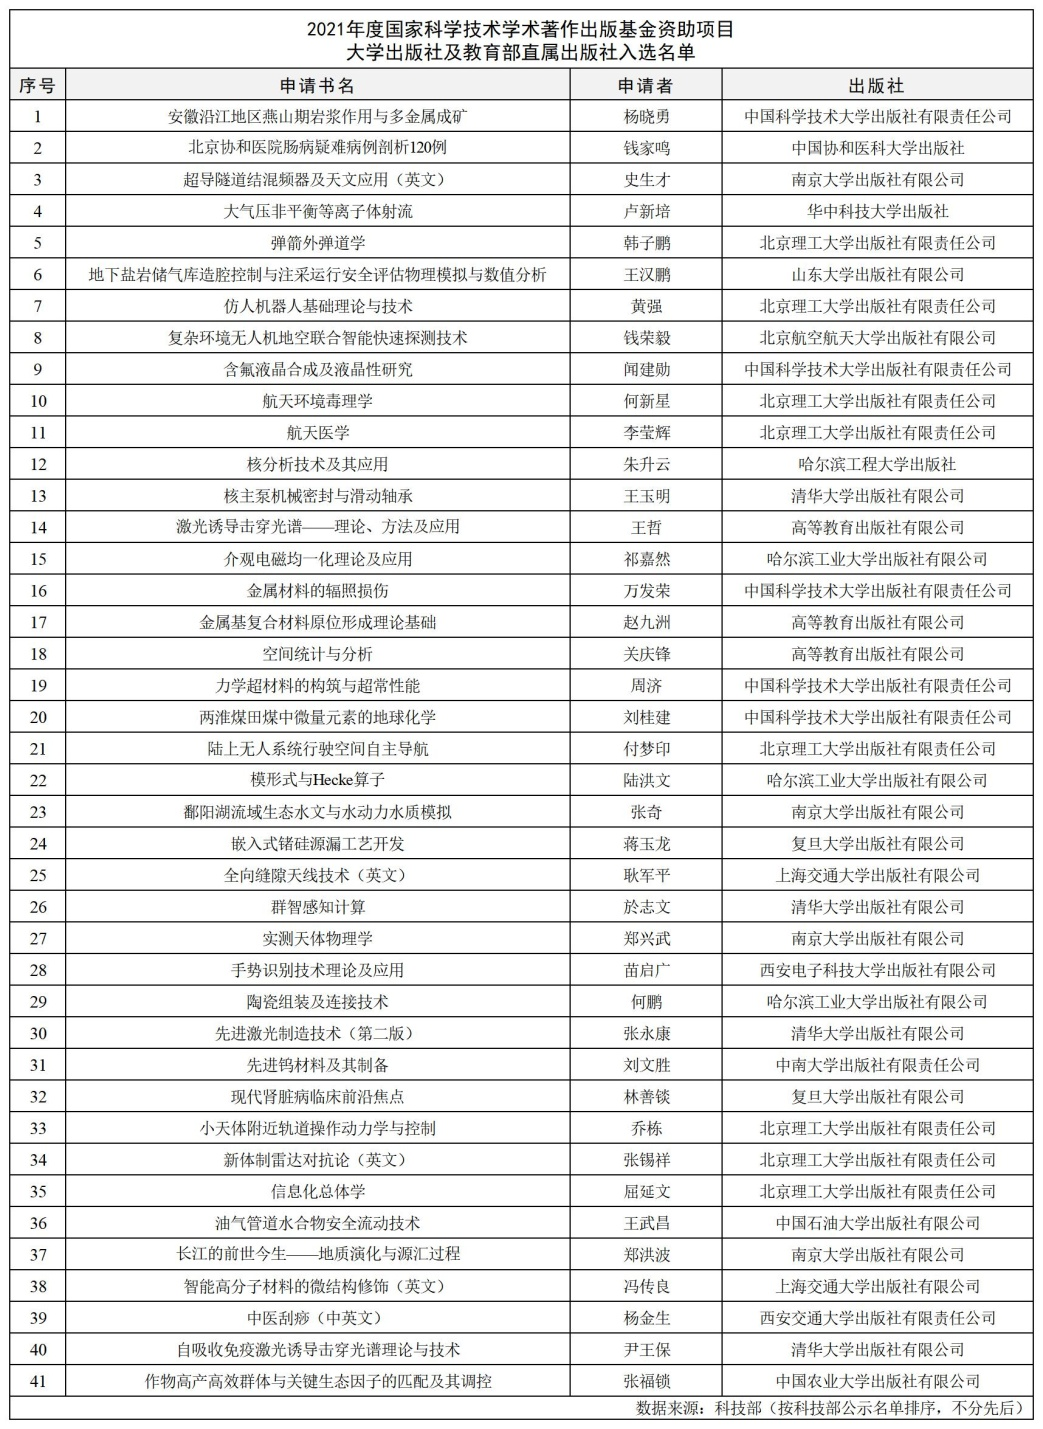 2021年度国家科学技术学术著作出版基金资助项目
大学出版社及教育部直属出版社入选名单
序号 申请书名 申请者 出版社
1 安徽沿江地区燕山期岩浆作用与多金属成矿 杨晓勇 中国科学技术大学出版社有限责任公司
2 北京协和医院肠病疑难病例剖析120例 钱家鸣 中国协和医科大学出版社
3 超导隧道结混频器及天文应用（英文） 史生才 南京大学出版社有限公司
4 大气压非平衡等离子体射流 卢新培 华中科技大学出版社
5 弹箭外弹道学 韩子鹏 北京理工大学出版社有限责任公司
6 地下盐岩储气库造腔控制与注采运行安全评估物理模拟与数值分析 王汉鹏 山东大学出版社有限公司
7 仿人机器人基础理论与技术 黄强 北京理工大学出版社有限责任公司
8 复杂环境无人机地空联合智能快速探测技术 钱荣毅 北京航空航天大学出版社有限公司
9 含氟液晶合成及液晶性研究 闻建勋 中国科学技术大学出版社有限责任公司
10 航天环境毒理学 何新星 北京理工大学出版社有限责任公司
11 航天医学 李莹辉 北京理工大学出版社有限责任公司
12 核分析技术及其应用 朱升云 哈尔滨工程大学出版社
13 核主泵机械密封与滑动轴承 王玉明 清华大学出版社有限公司
14 激光诱导击穿光谱——理论、方法及应用 王哲 高等教育出版社有限公司
15 介观电磁均一化理论及应用 祁嘉然 哈尔滨工业大学出版社有限公司
16 金属材料的辐照损伤 万发荣 中国科学技术大学出版社有限责任公司
17 金属基复合材料原位形成理论基础 赵九洲 高等教育出版社有限公司
18 空间统计与分析 关庆锋 高等教育出版社有限公司
19 力学超材料的构筑与超常性能 周济 中国科学技术大学出版社有限责任公司
20 两淮煤田煤中微量元素的地球化学 刘桂建 中国科学技术大学出版社有限责任公司
21 陆上无人系统行驶空间自主导航 付梦印 北京理工大学出版社有限责任公司
22 模形式与Hecke算子 陆洪文 哈尔滨工业大学出版社有限公司
23 鄱阳湖流域生态水文与水动力水质模拟 张奇 南京大学出版社有限公司
24 嵌入式锗硅源漏工艺开发 蒋玉龙 复旦大学出版社有限公司
25 全向缝隙天线技术（英文） 耿军平 上海交通大学出版社有限公司
26 群智感知计算 於志文 清华大学出版社有限公司
27 实测天体物理学 郑兴武 南京大学出版社有限公司
28 手势识别技术理论及应用 苗启广 西安电子科技大学出版社有限公司
29 陶瓷组装及连接技术 何鹏 哈尔滨工业大学出版社有限公司
30 先进激光制造技术（第二版） 张永康 清华大学出版社有限公司
31 先进钨材料及其制备 刘文胜 中南大学出版社有限责任公司
32 现代肾脏病临床前沿焦点 林善锬 复旦大学出版社有限公司
33 小天体附近轨道操作动力学与控制 乔栋 北京理工大学出版社有限责任公司
34 新体制雷达对抗论（英文） 张锡祥 北京理工大学出版社有限责任公司
35 信息化总体学 屈延文 北京理工大学出版社有限责任公司
36 油气管道水合物安全流动技术 王武昌 中国石油大学出版社有限公司
37 长江的前世今生——地质演化与源汇过程 郑洪波 南京大学出版社有限公司
38 智能高分子材料的微结构修饰（英文） 冯传良 上海交通大学出版社有限公司
39 中医刮痧（中英文） 杨金生 西安交通大学出版社有限责任公司
40 自吸收免疫激光诱导击穿光谱理论与技术 尹王保 清华大学出版社有限公司
41 作物高产高效群体与关键生态因子的匹配及其调控 张福锁 中国农业大学出版社有限公司
数据来源：科技部（按科技部公示名单排序，不分先后）